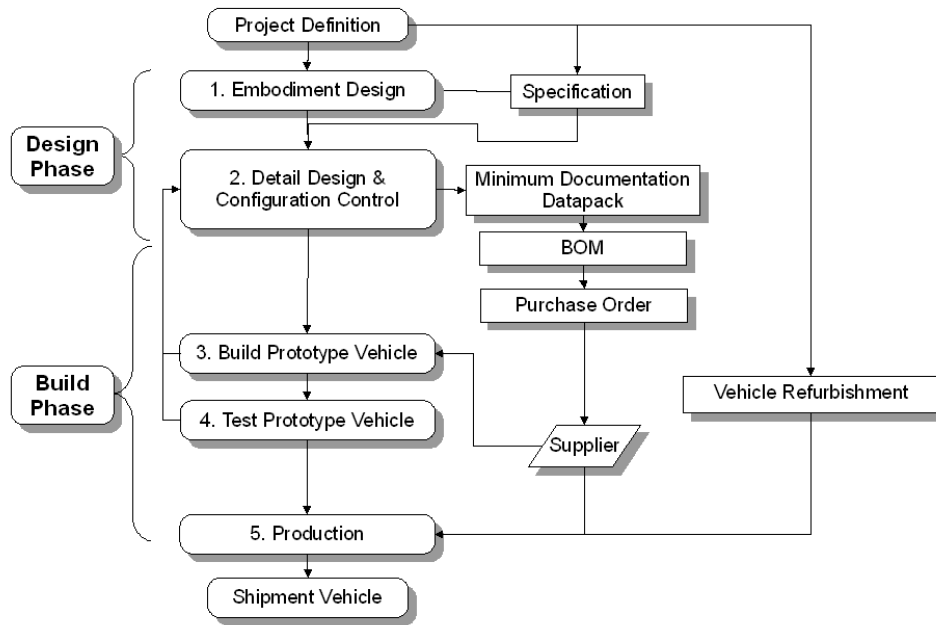 Project Definition
1. Embodiment Design
Specification
Design
Phase
2. Detail Design &
Configuration Control
Minimum Documentation
Datapack
BOM
Purchase Order
3. Build Prototype Vehicle
Build
Phase
Vehicle Refurbishment
4. Test Prototype Vehicle
Supplier
5. Production
Shipment Vehicle